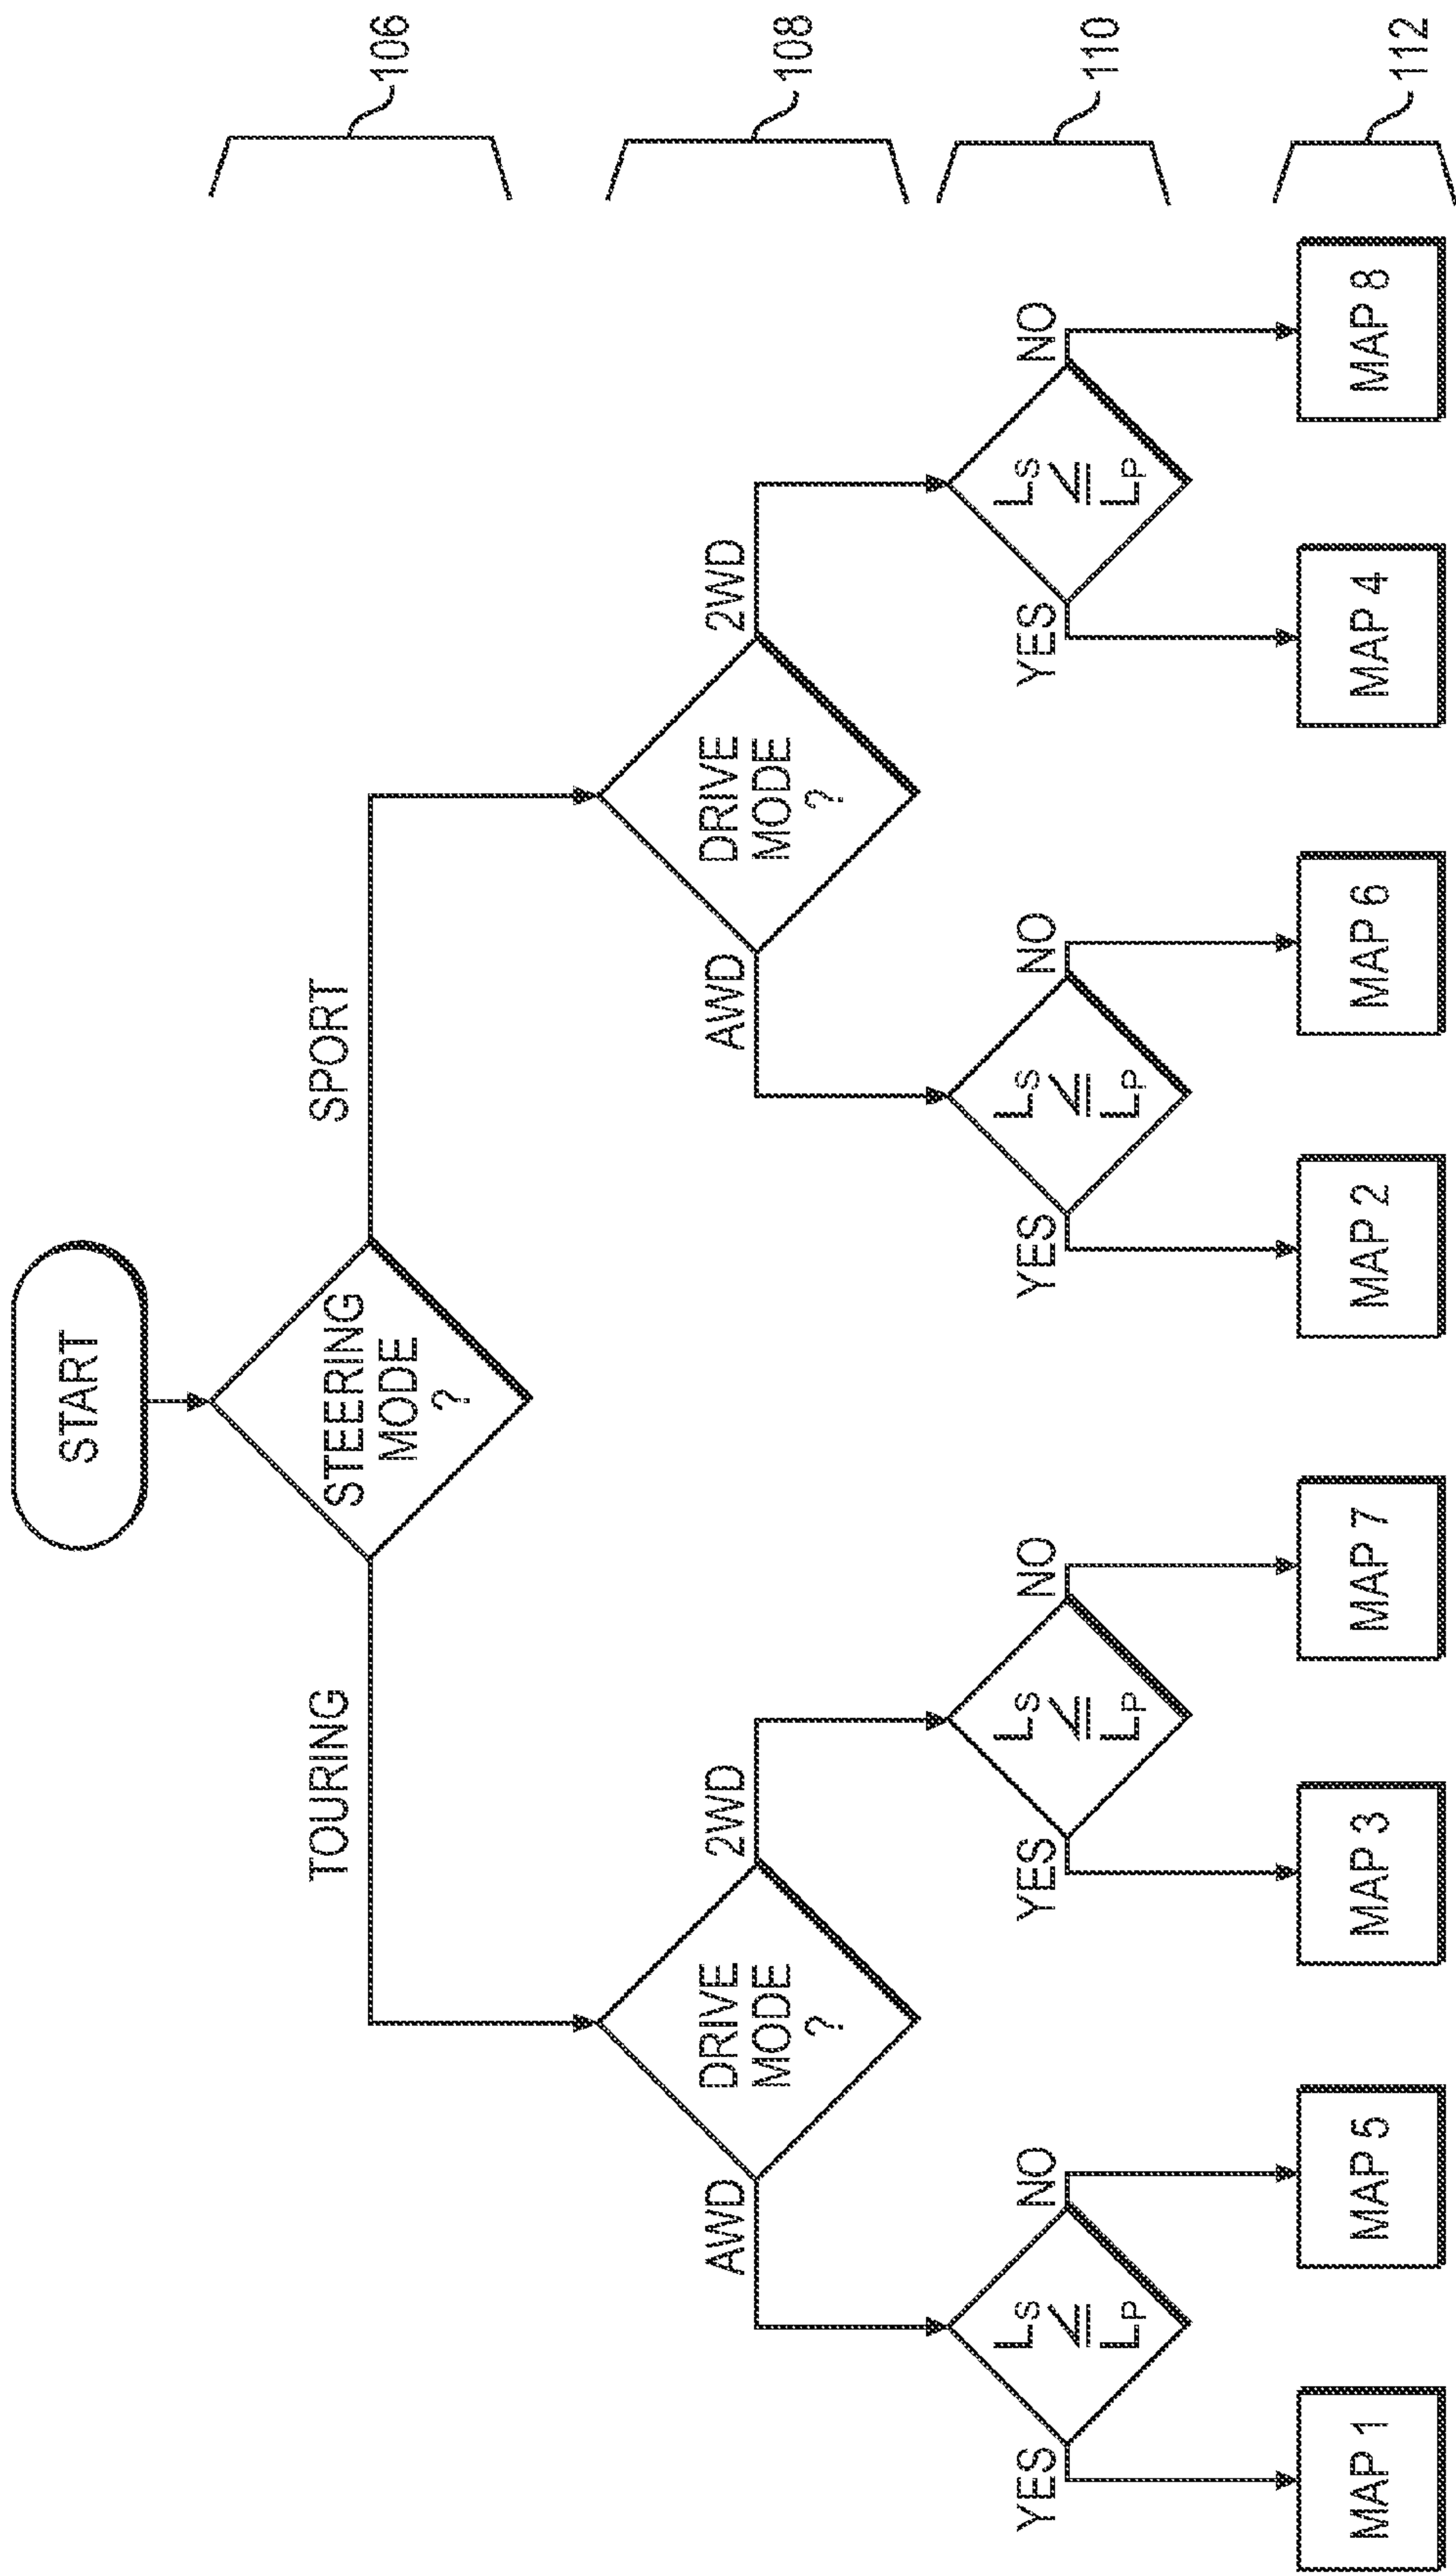 START
STEERING
MODE
?
TOURING
SPORT
106
DRIVE
MODE
?
AWD
2WD
DRIVE
MODE
?
AWD
2WD
108
Ls
≤
Lp
YES
NO
Ls
≤
Lp
YES
NO
Ls
≤
Lp
YES
NO
Ls
≤
Lp
YES
NO
110
MAP 1
MAP 5
MAP 3
MAP 7
MAP 2
MAP 6
MAP 4
MAP 8
112